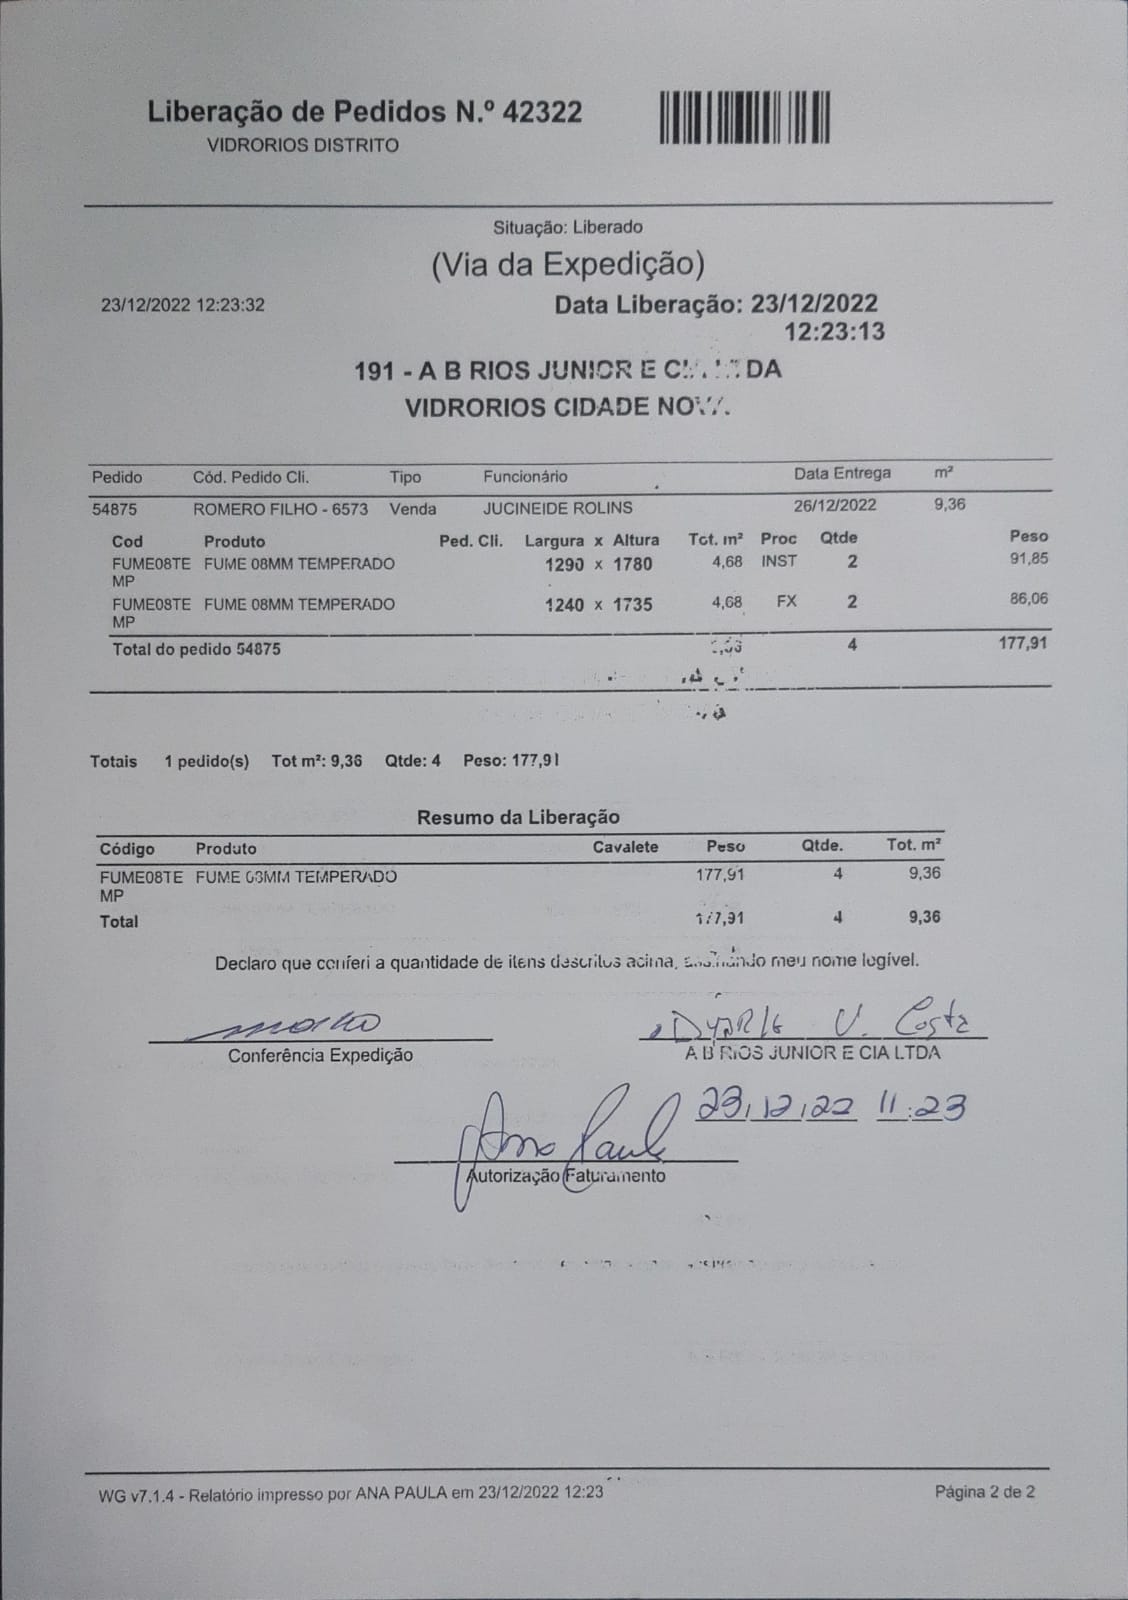 Liberação de Pedidos N.º 42322
VIDRORIOS DISTRITO
Situação: Liberado
(Via da Expedição)
23/12/2022 12:23:32 Data Liberação: 23/12/2022
12:23:13
191 - A B RIOS JUNIOR E CIA LTDA
VIDRORIOS CIDADE NOVA
Pedido Cód. Pedido Cli. Tipo Funcionário Data Entrega m²
54875 ROMERO FILHO - 6573 Venda JUCINEIDE ROLINS 26/12/2022 9,36
Cod Produto Ped. Cli. Largura x Altura Tot. m² Proc Qtde Peso
FUME08TE FUME 08MM TEMPERADO 1290 x 1780 4,68 INST 2 91,85
MP
FUME08TE FUME 08MM TEMPERADO 1240 x 1735 4,68 FX 2 86,06
MP
Total do pedido 54875 4 177,91
Totais 1 pedido(s) Tot m²: 9,36 Qtde: 4 Peso: 177,91
Resumo da Liberação
Código Produto Cavalete Peso Qtde. Tot. m²
FUME08TE FUME 08MM TEMPERADO 177,91 4 9,36
MP
Total 177,91 4 9,36
Declaro que conferi a quantidade de itens descritos acima, assinando meu nome legível.
V. Costa
Conferência Expedição A B RIOS JUNIOR E CIA LTDA
23,12,22 11:23
Ana Paula
Autorização Faturamento
WG v7.1.4 - Relatório impresso por ANA PAULA em 23/12/2022 12:23 Página 2 de 2